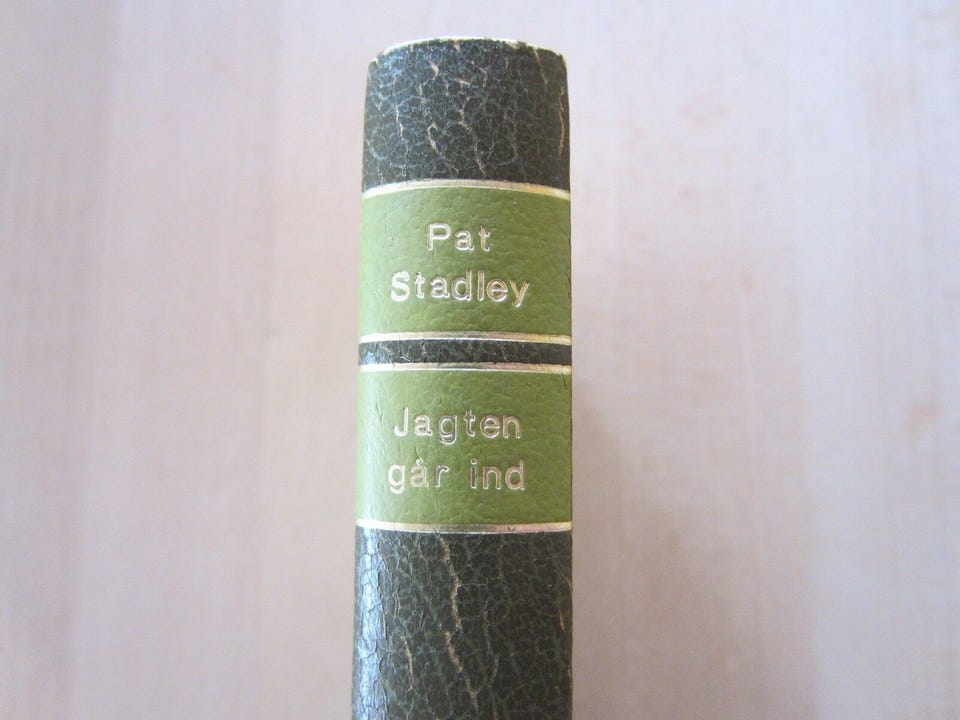 Pat
Stadley
Jagten
går ind